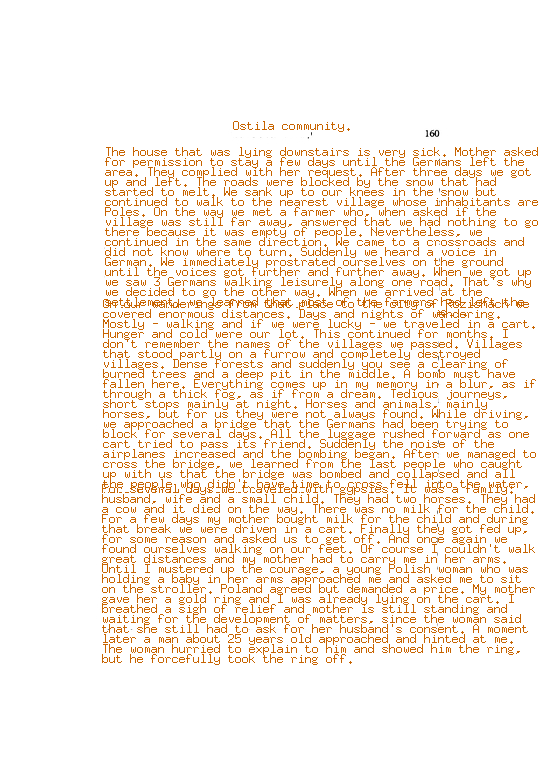 Ostila community.
160
The house that was lying downstairs is very sick. Mother asked
for permission to stay a few days until the Germans left the
area. They complied with her request. After three days we got
up and left. The roads were blocked by the snow that had
started to melt. We sank up to our knees in the snow but
continued to walk to the nearest village whose inhabitants are
Poles. On the way we met a farmer who, when asked if the
village was still far away, answered that we had nothing to go
there because it was empty of people. Nevertheless, we
continued in the same direction. We came to a crossroads and
did not know where to turn. Suddenly we heard a voice in
German. We immediately prostrated ourselves on the ground
until the voices got further and further away. When we got up
we saw 3 Germans walking leisurely along one road. That's why
we decided to go the other way. When we arrived at the
settlement, we learned that most of the farmers had left the
covered enormous distances. Days and nights of wandering.
Mostly - walking and if we were lucky - we traveled in a cart.
Hunger and cold were our lot. This continued for months. I
don't remember the names of the villages we passed. Villages
that stood partly on a furrow and completely destroyed
villages. Dense forests and suddenly you see a clearing of
burned trees and a deep pit in the middle. A bomb must have
fallen here. Everything comes up in my memory in a blur, as if
through a thick fog, as if from a dream. Tedious journeys,
short stops mainly at night. Horses and animals, mainly
horses, but for us they were not always found. While driving,
we approached a bridge that the Germans had been trying to
block for several days. All the luggage rushed forward as one
cart tried to pass its friend. Suddenly the noise of the
airplanes increased and the bombing began. After we managed to
cross the bridge, we learned from the last people who caught
up with us that the bridge was bombed and collapsed and all
the people who didn't have time to cross fell into the water.
For several days we traveled with gypsies. It was a family:
husband, wife and a small child. They had two horses. They had
a cow and it died on the way. There was no milk for the child.
For a few days my mother bought milk for the child and during
that break we were driven in a cart. Finally they got fed up,
for some reason and asked us to get off. And once again we
found ourselves walking on our feet. Of course I couldn't walk
great distances and my mother had to carry me in her arms.
Until I mustered up the courage, a young Polish woman who was
holding a baby in her arms approached me and asked me to sit
on the stroller. Poland agreed but demanded a price. My mother
gave her a gold ring and I was already lying on the cart. I
breathed a sigh of relief and mother is still standing and
waiting for the development of matters, since the woman said
that she still had to ask for her husband's consent. A moment
later a man about 25 years old approached and hinted at me.
The woman hurried to explain to him and showed him the ring,
but he forcefully took the ring off.